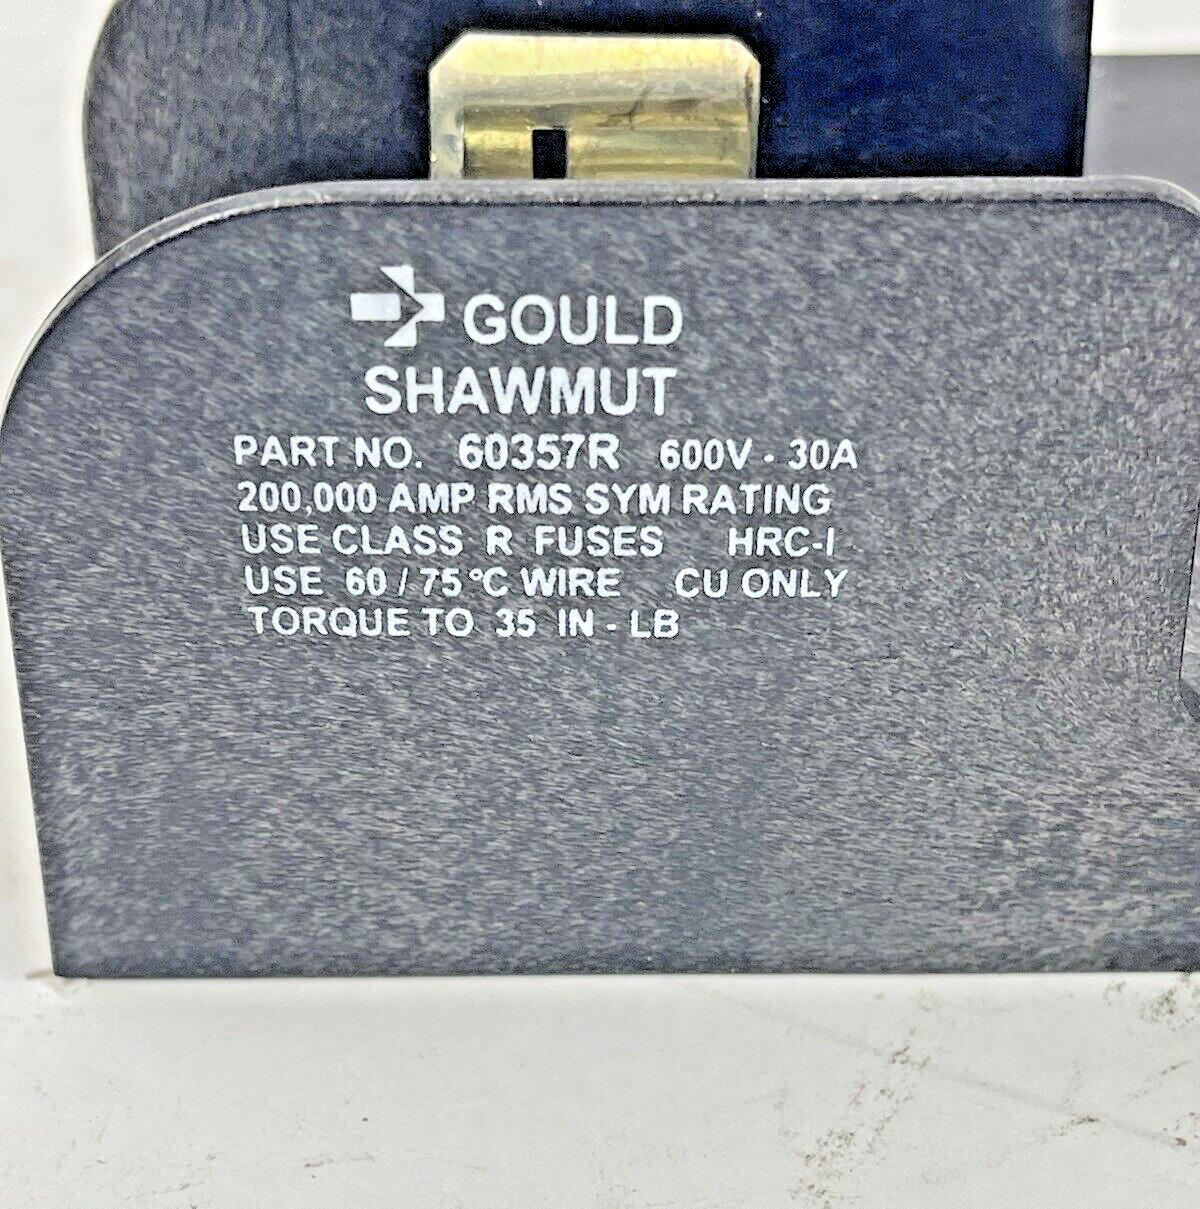 GOULD
SHAWMUT
PART NO. 60357R 600V - 30A
200,000 AMP RMS SYM RATING
USE CLASS R FUSES HRC-I
USE 60 / 75 °C WIRE CU ONLY
TORQUE TO 35 IN - LB